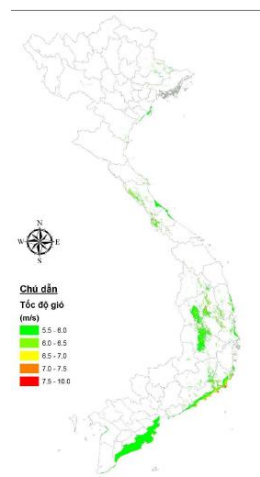 N
W E
S
Chú dẫn
Tốc độ gió
(m/s)
5.5 - 6.0
6.0 - 6.5
6.5 - 7.0
7.0 - 7.5
7.5 - 10.0